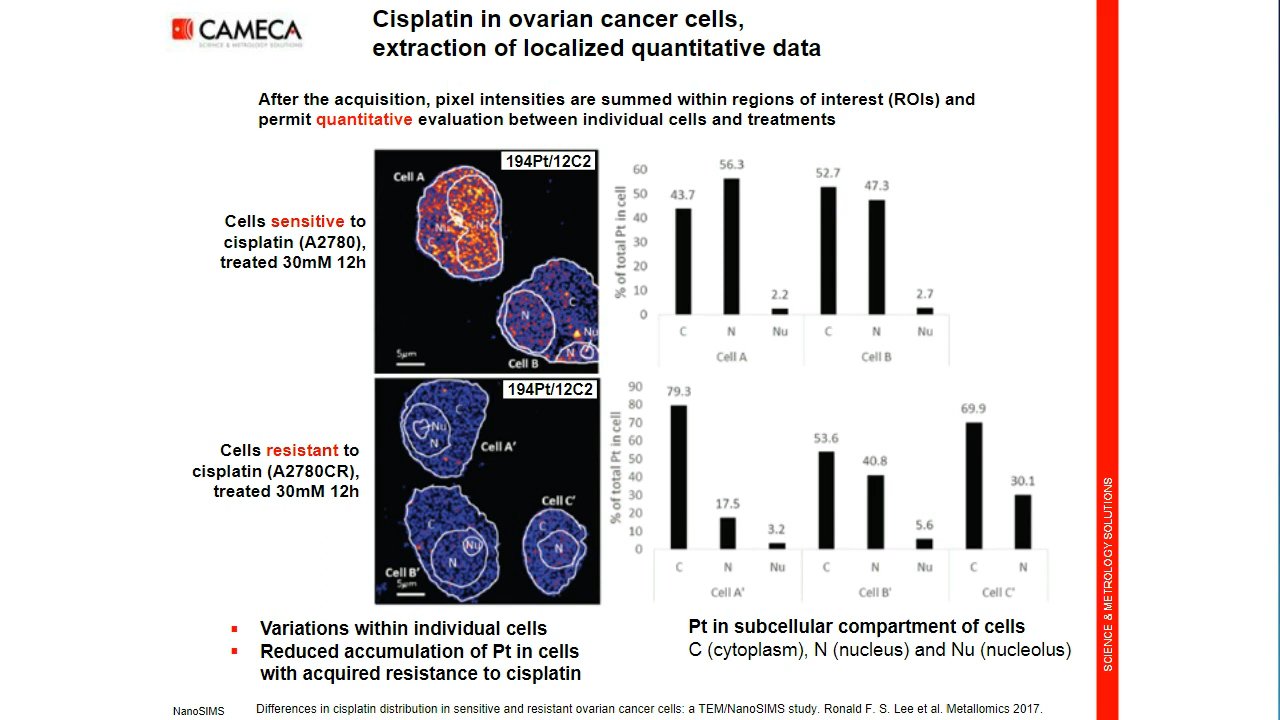 CAMECA
SCIENCE & METROLOGY SOLUTIONS
Cisplatin in ovarian cancer cells,
extraction of localized quantitative data
After the acquisition, pixel intensities are summed within regions of interest (ROIs) and
permit quantitative evaluation between individual cells and treatments
Cells sensitive to
cisplatin (A2780),
treated 30mM 12h
194Pt/12C2
Cell A
Nu
N
C
C
N
Nu
N
5μm
Cell B
% of total Pt in cell
60
50
40
30
20
10
0
43.7
56.3
2.2
52.7
47.3
2.7
C N Nu C N Nu
Cell A Cell B
Cells resistant to
cisplatin (A2780CR),
treated 30mM 12h
194Pt/12C2
C
Nu
N
Cell A'
Cell C'
C
Nu
N
C
N
Cell B'
5μm
% of total Pt in cell
90
80
70
60
50
40
30
20
10
0
79.3
17.5
3.2
53.6
40.8
5.6
69.9
30.1
C N Nu C N Nu C N
Cell A' Cell B' Cell C'
▪ Variations within individual cells
▪ Reduced accumulation of Pt in cells
with acquired resistance to cisplatin
Pt in subcellular compartment of cells
C (cytoplasm), N (nucleus) and Nu (nucleolus)
SCIENCE & METROLOGY SOLUTIONS
NanoSIMS
Differences in cisplatin distribution in sensitive and resistant ovarian cancer cells: a TEM/NanoSIMS study. Ronald F. S. Lee et al. Metallomics 2017.